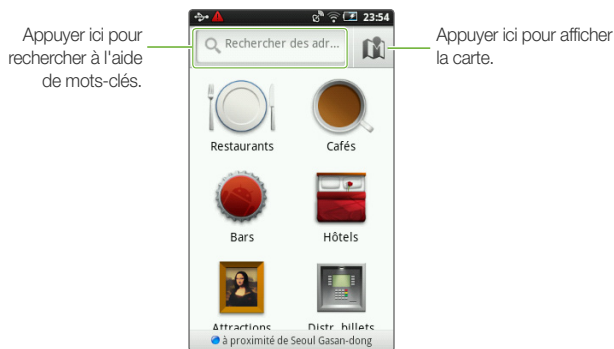 Appuyer ici pour
rechercher à l'aide
de mots-clés.
23:54
Rechercher des adr...
Appuyer ici pour afficher
la carte.
Restaurants
Cafés
Bars
Hôtels
Attractions
Distr. billets
à proximité de Seoul Gasan-dong